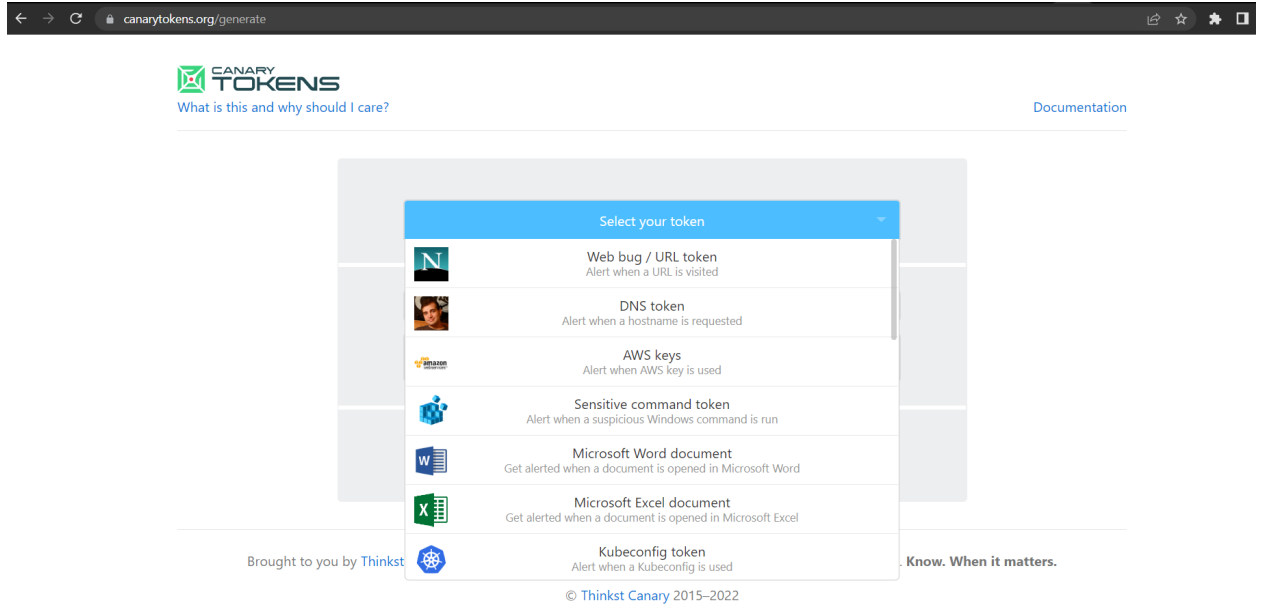 canarytokens.org/generate
CANARY
TOKENS
What is this and why should I care?
Documentation
Select your token
N
Web bug / URL token
Alert when a URL is visited
DNS token
Alert when a hostname is requested
amazon
AWS keys
Alert when AWS key is used
Sensitive command token
Alert when a suspicious Windows command is run
W
Microsoft Word document
Get alerted when a document is opened in Microsoft Word
X
Microsoft Excel document
Get alerted when a document is opened in Microsoft Excel
Kubeconfig token
Alert when a Kubeconfig is used
Brought to you by Thinkst . Know. When it matters.
© Thinkst Canary 2015–2022